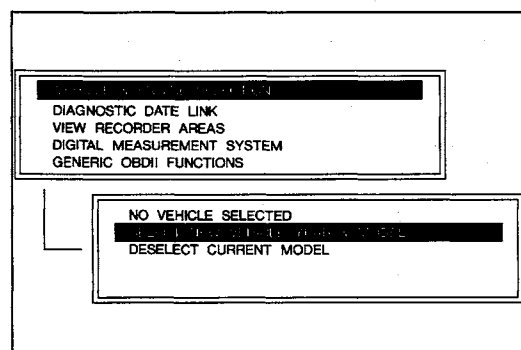 DIAGNOSTIC DATE LINK
VIEW RECORDER AREAS
DIGITAL MEASUREMENT SYSTEM
GENERIC OBDII FUNCTIONS
NO VEHICLE SELECTED
DESELECT CURRENT MODEL